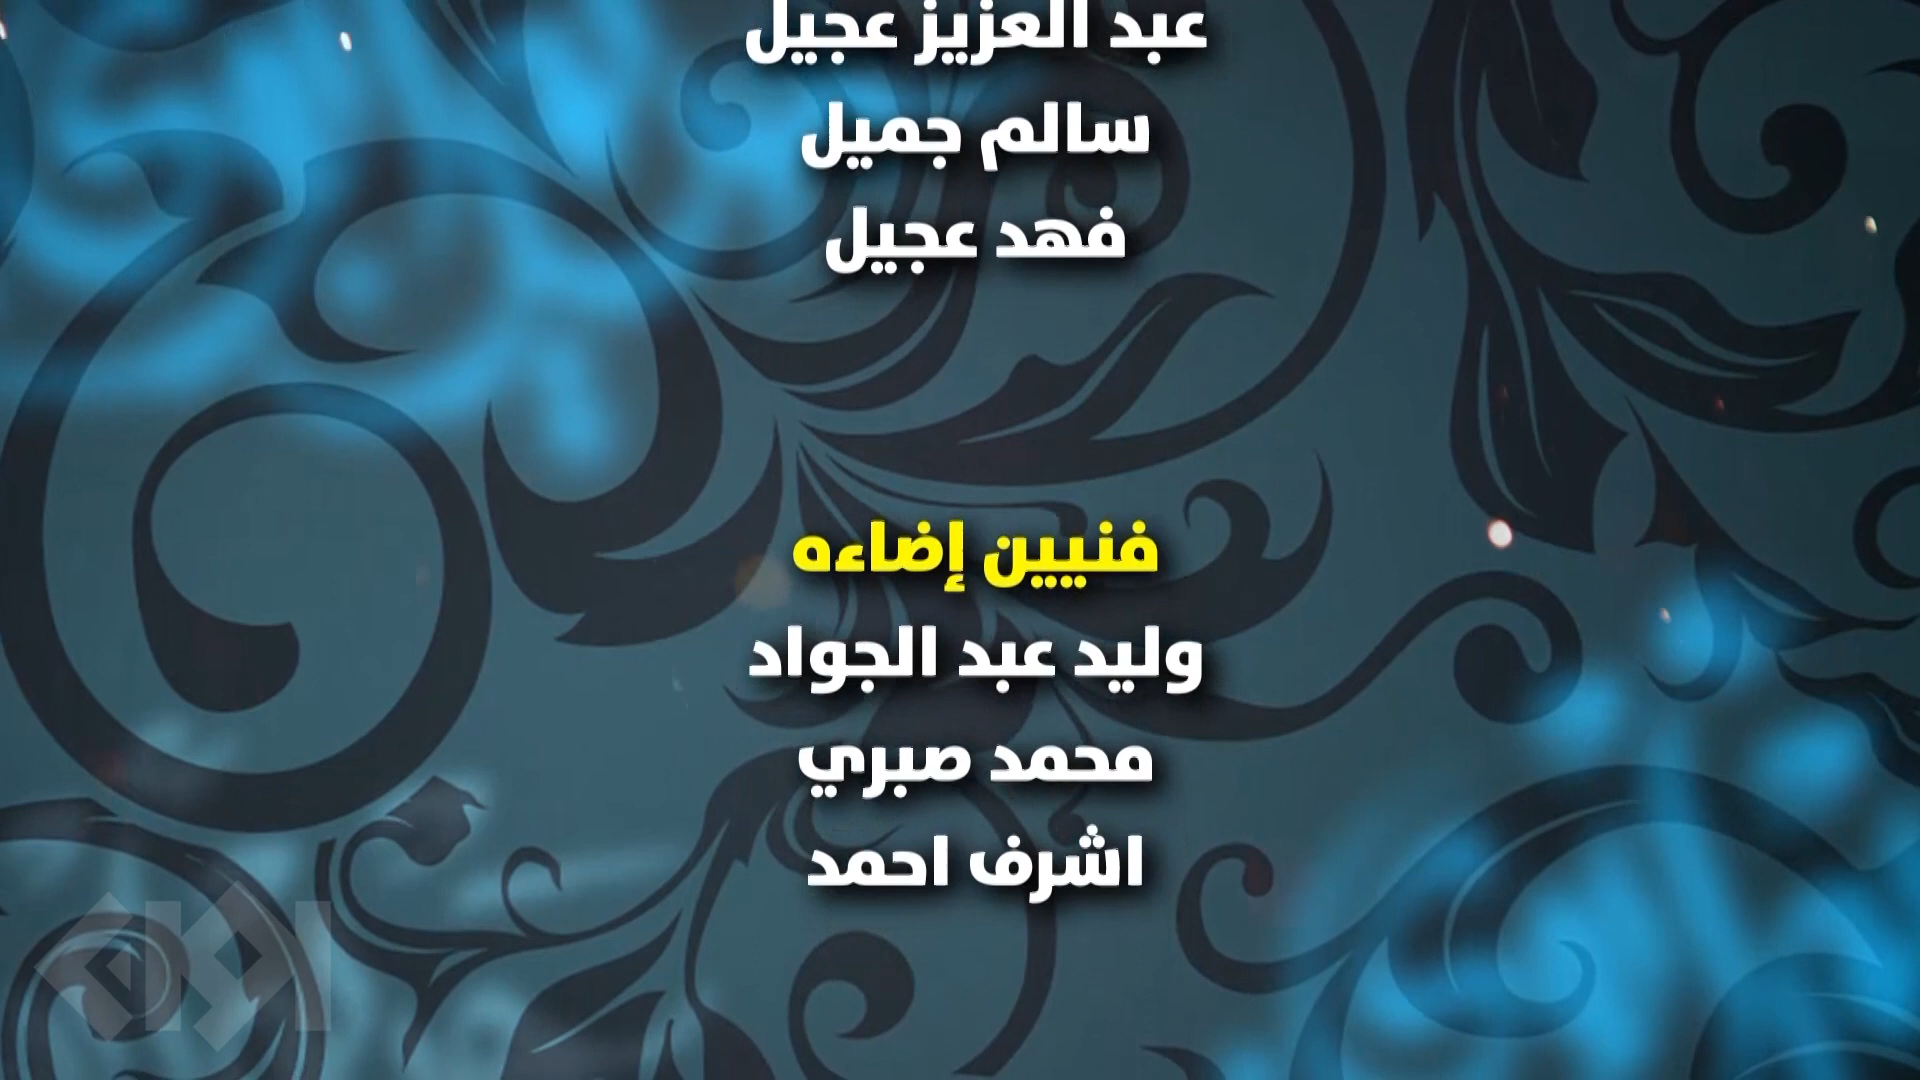 عبد العزيز عجيل
سالم جميل
فهد عجيل
فنيين إضاءه
وليد عبد الجواد
محمد صبري
اشرف احمد